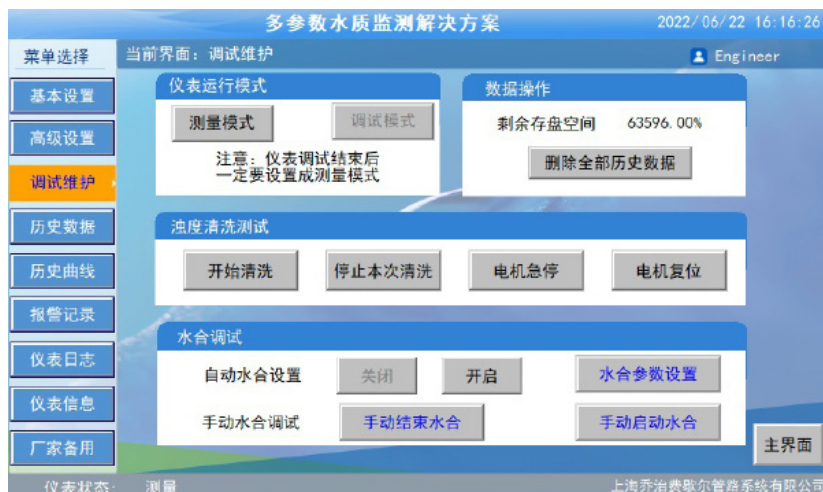 多参数水质监测解决方案
2022/06/22 16:16:26
菜单选择
当前界面：调试维护
Engineer
基本设置
高级设置
调试维护
历史数据
历史曲线
报警记录
仪表日志
仪表信息
厂家备用
仪表运行模式
测量模式
调试模式
注意：仪表调试结束后
一定要设置成测量模式
数据操作
剩余存盘空间 63596.00%
删除全部历史数据
浊度清洗测试
开始清洗
停止本次清洗
电机急停
电机复位
水合调试
自动水合设置
关闭
开启
水合参数设置
手动水合调试
手动结束水合
手动启动水合
主界面
仪表状态： 测量
上海乔治费歇尔管路系统有限公司